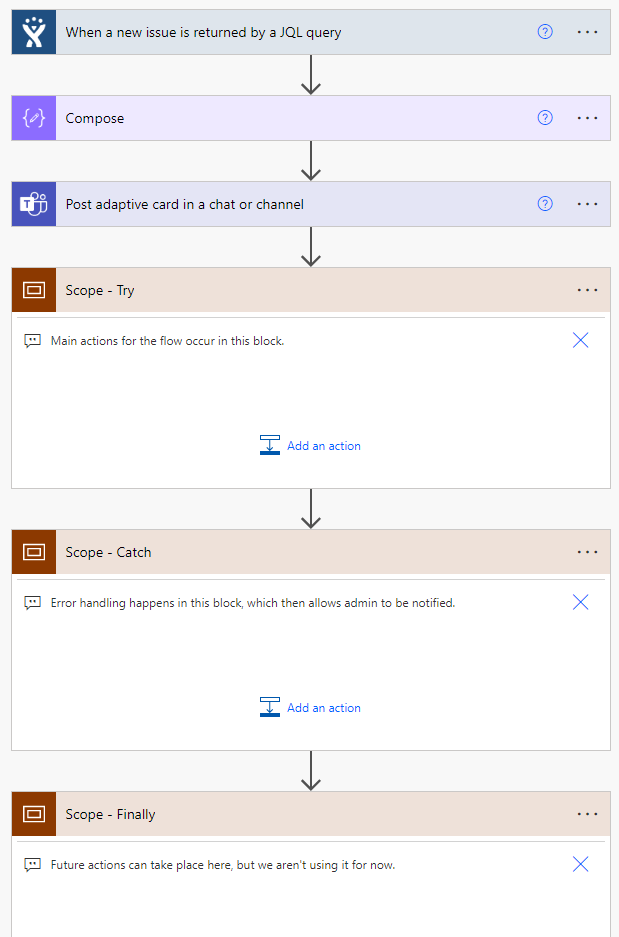 When a new issue is returned by a JQL query
Compose
Post adaptive card in a chat or channel
Scope - Try
Main actions for the flow occur in this block.
Add an action
Scope - Catch
Error handling happens in this block, which then allows admin to be notified.
Add an action
Scope - Finally
Future actions can take place here, but we aren't using it for now.